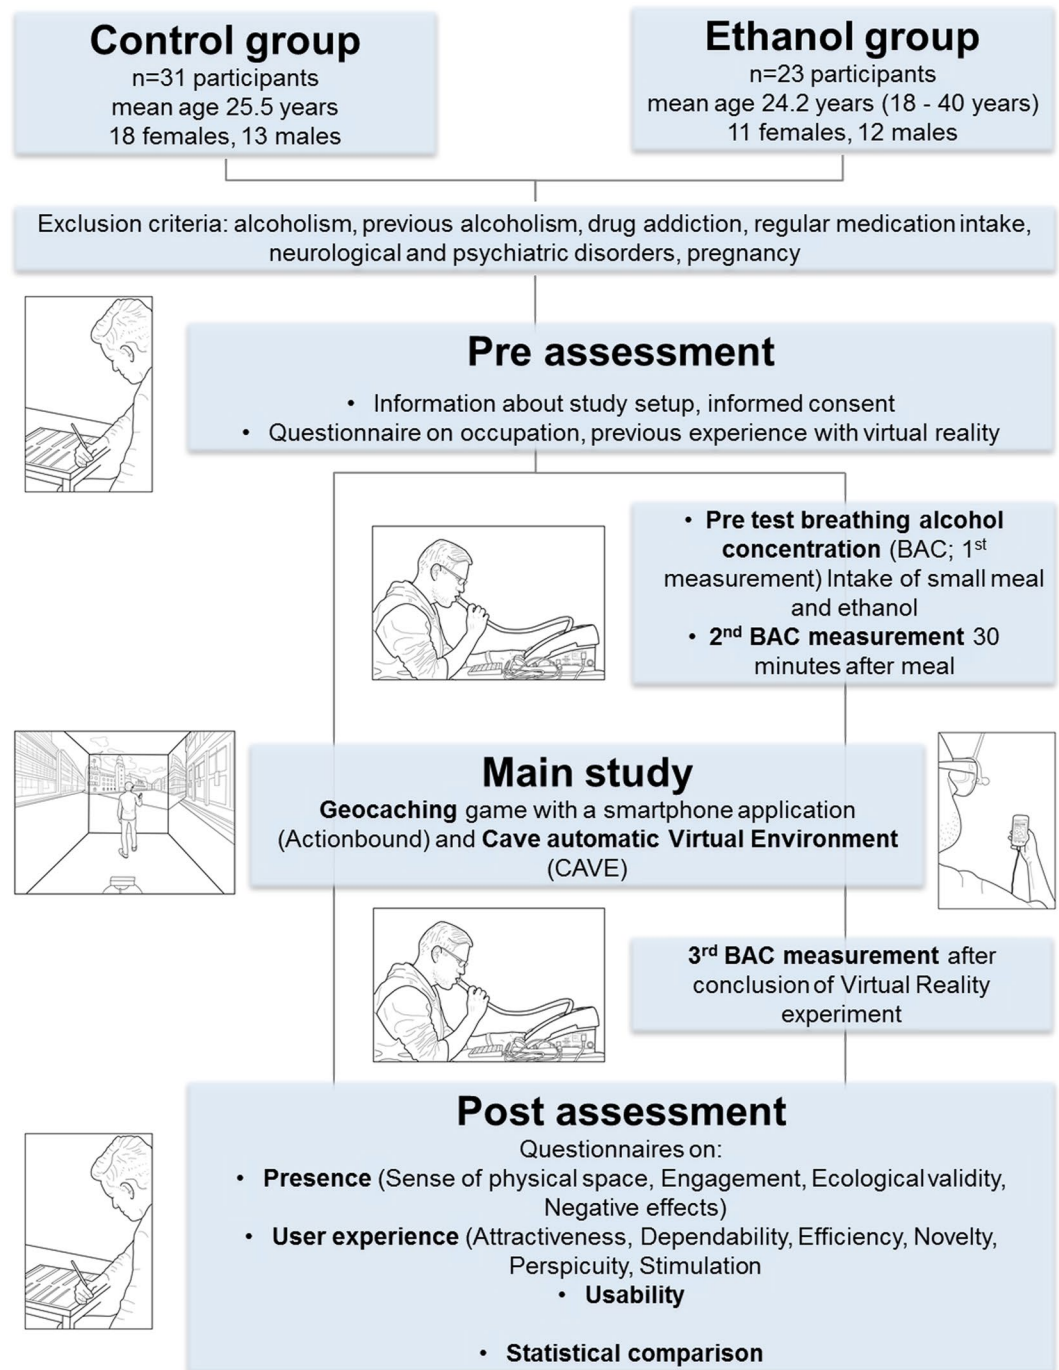 Control group
n=31 participants
mean age 25.5 years
18 females, 13 males
Ethanol group
n=23 participants
mean age 24.2 years (18 - 40 years)
11 females, 12 males
Exclusion criteria: alcoholism, previous alcoholism, drug addiction, regular medication intake,
neurological and psychiatric disorders, pregnancy
Pre assessment
• Information about study setup, informed consent
• Questionnaire on occupation, previous experience with virtual reality
• Pre test breathing alcohol
concentration (BAC; 1st
measurement) Intake of small meal
and ethanol
• 2nd BAC measurement 30
minutes after meal
Main study
Geocaching game with a smartphone application
(Actionbound) and Cave automatic Virtual Environment
(CAVE)
3rd BAC measurement after
conclusion of Virtual Reality
experiment
Post assessment
Questionnaires on:
• Presence (Sense of physical space, Engagement, Ecological validity,
Negative effects)
• User experience (Attractiveness, Dependability, Efficiency, Novelty,
Perspicuity, Stimulation
• Usability
• Statistical comparison